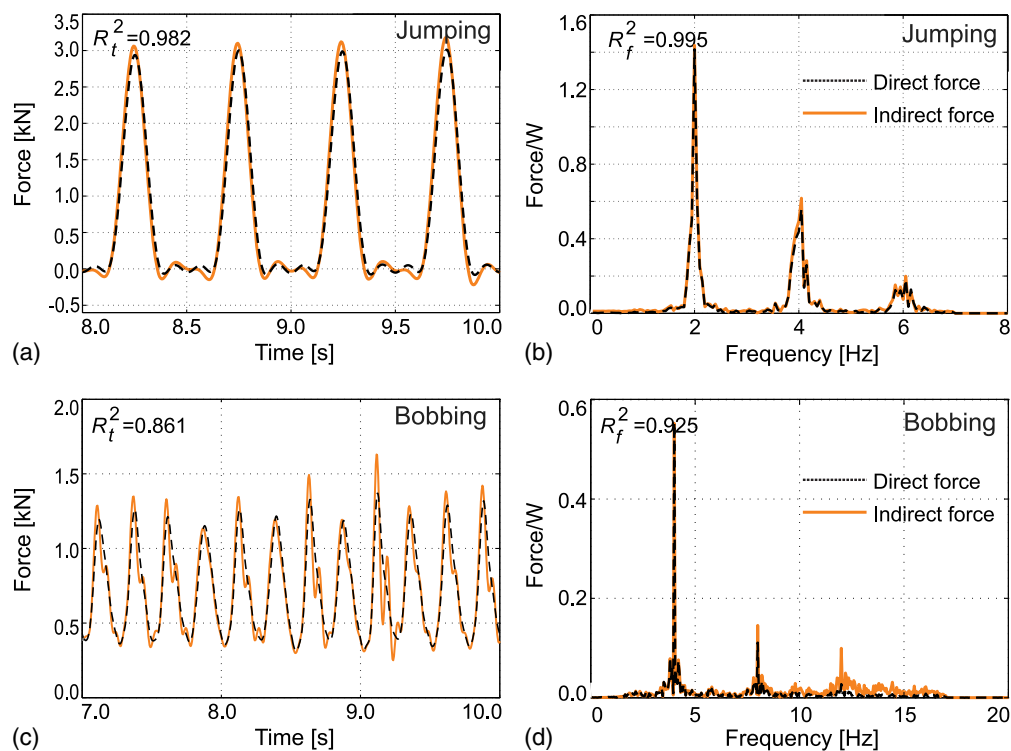 R_t^2=0.982
Jumping
3.5
3.0
2.5
2.0
1.5
1.0
0.5
0.0
-0.5
Force [kN]
8.0 8.5 9.0 9.5 10.0
Time [s]
(a)
R_f^2=0.995
Jumping
Direct force
Indirect force
1.6
1.2
0.8
0.4
0.0
Force/W
0 2 4 6 8
Frequency [Hz]
(b)
R_t^2=0.861
Bobbing
2.0
1.5
1.0
0.5
0.0
Force [kN]
7.0 8.0 9.0 10.0
Time [s]
(c)
R_f^2=0.925
Bobbing
Direct force
Indirect force
0.6
0.4
0.2
0.0
Force/W
0 5 10 15 20
Frequency [Hz]
(d)